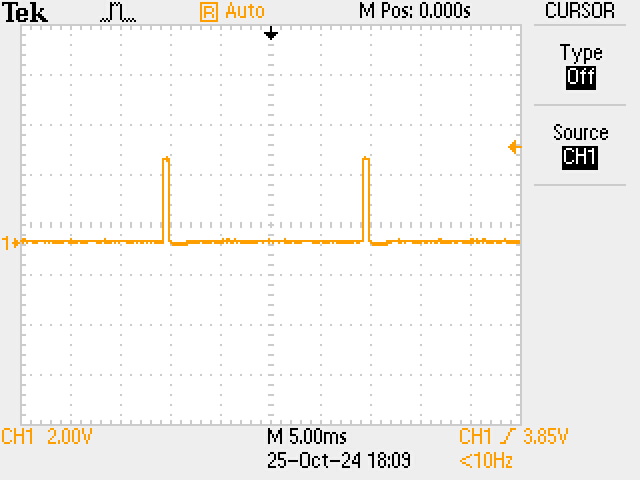 Tek R Auto M Pos: 0.000s CURSOR
Type
Off
Source
CH1
1
CH1 2.00V M 5.00ms CH1 3.85V
25-Oct-24 18:09 <10Hz